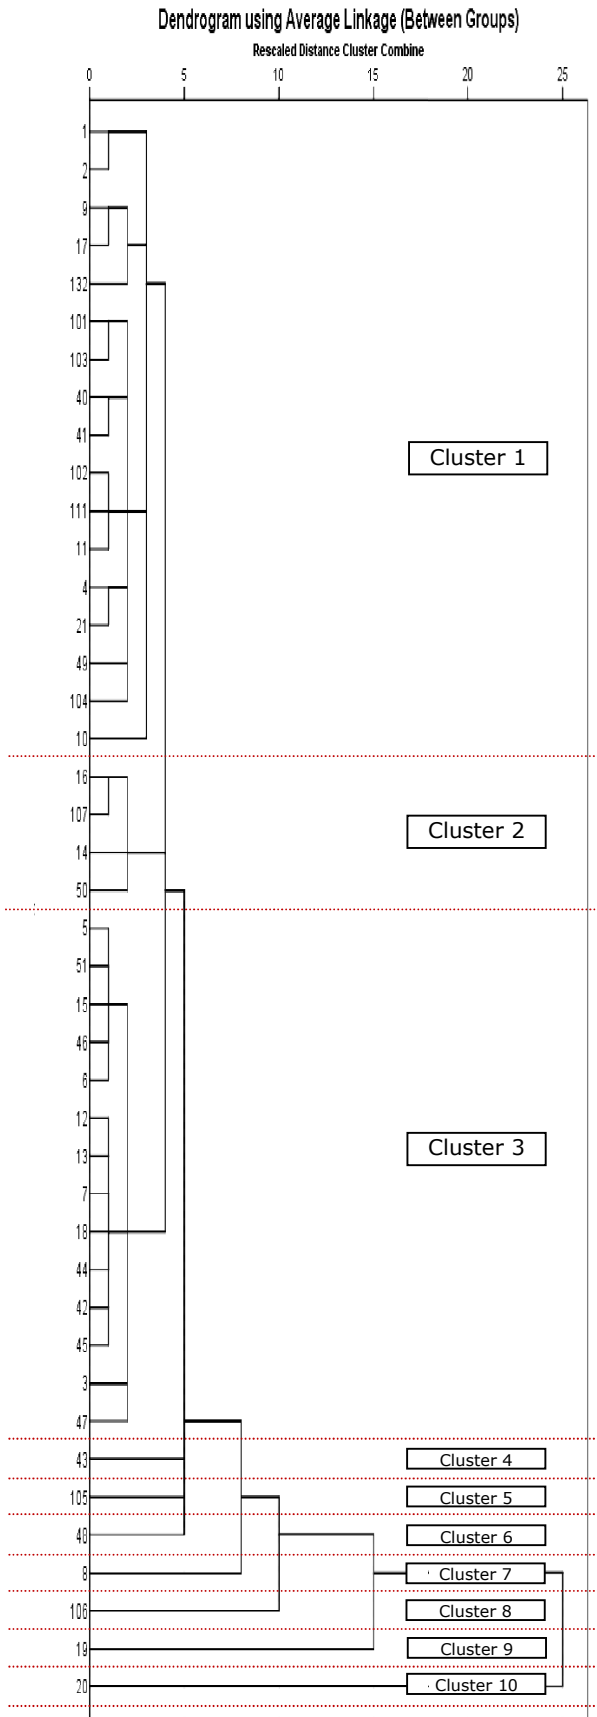 Dendrogram using Average Linkage (Between Groups)
Rescaled Distance Cluster Combine
0 5 10 15 20 25
1
2
9
17
132
101
103
40
41
Cluster 1
102
111
11
4
21
49
104
10
16
107
Cluster 2
14
50
5
51
15
46
6
12
13
Cluster 3
7
18
44
42
45
3
47
43 Cluster 4
105 Cluster 5
48 Cluster 6
8 Cluster 7
106 Cluster 8
19 Cluster 9
20 Cluster 10